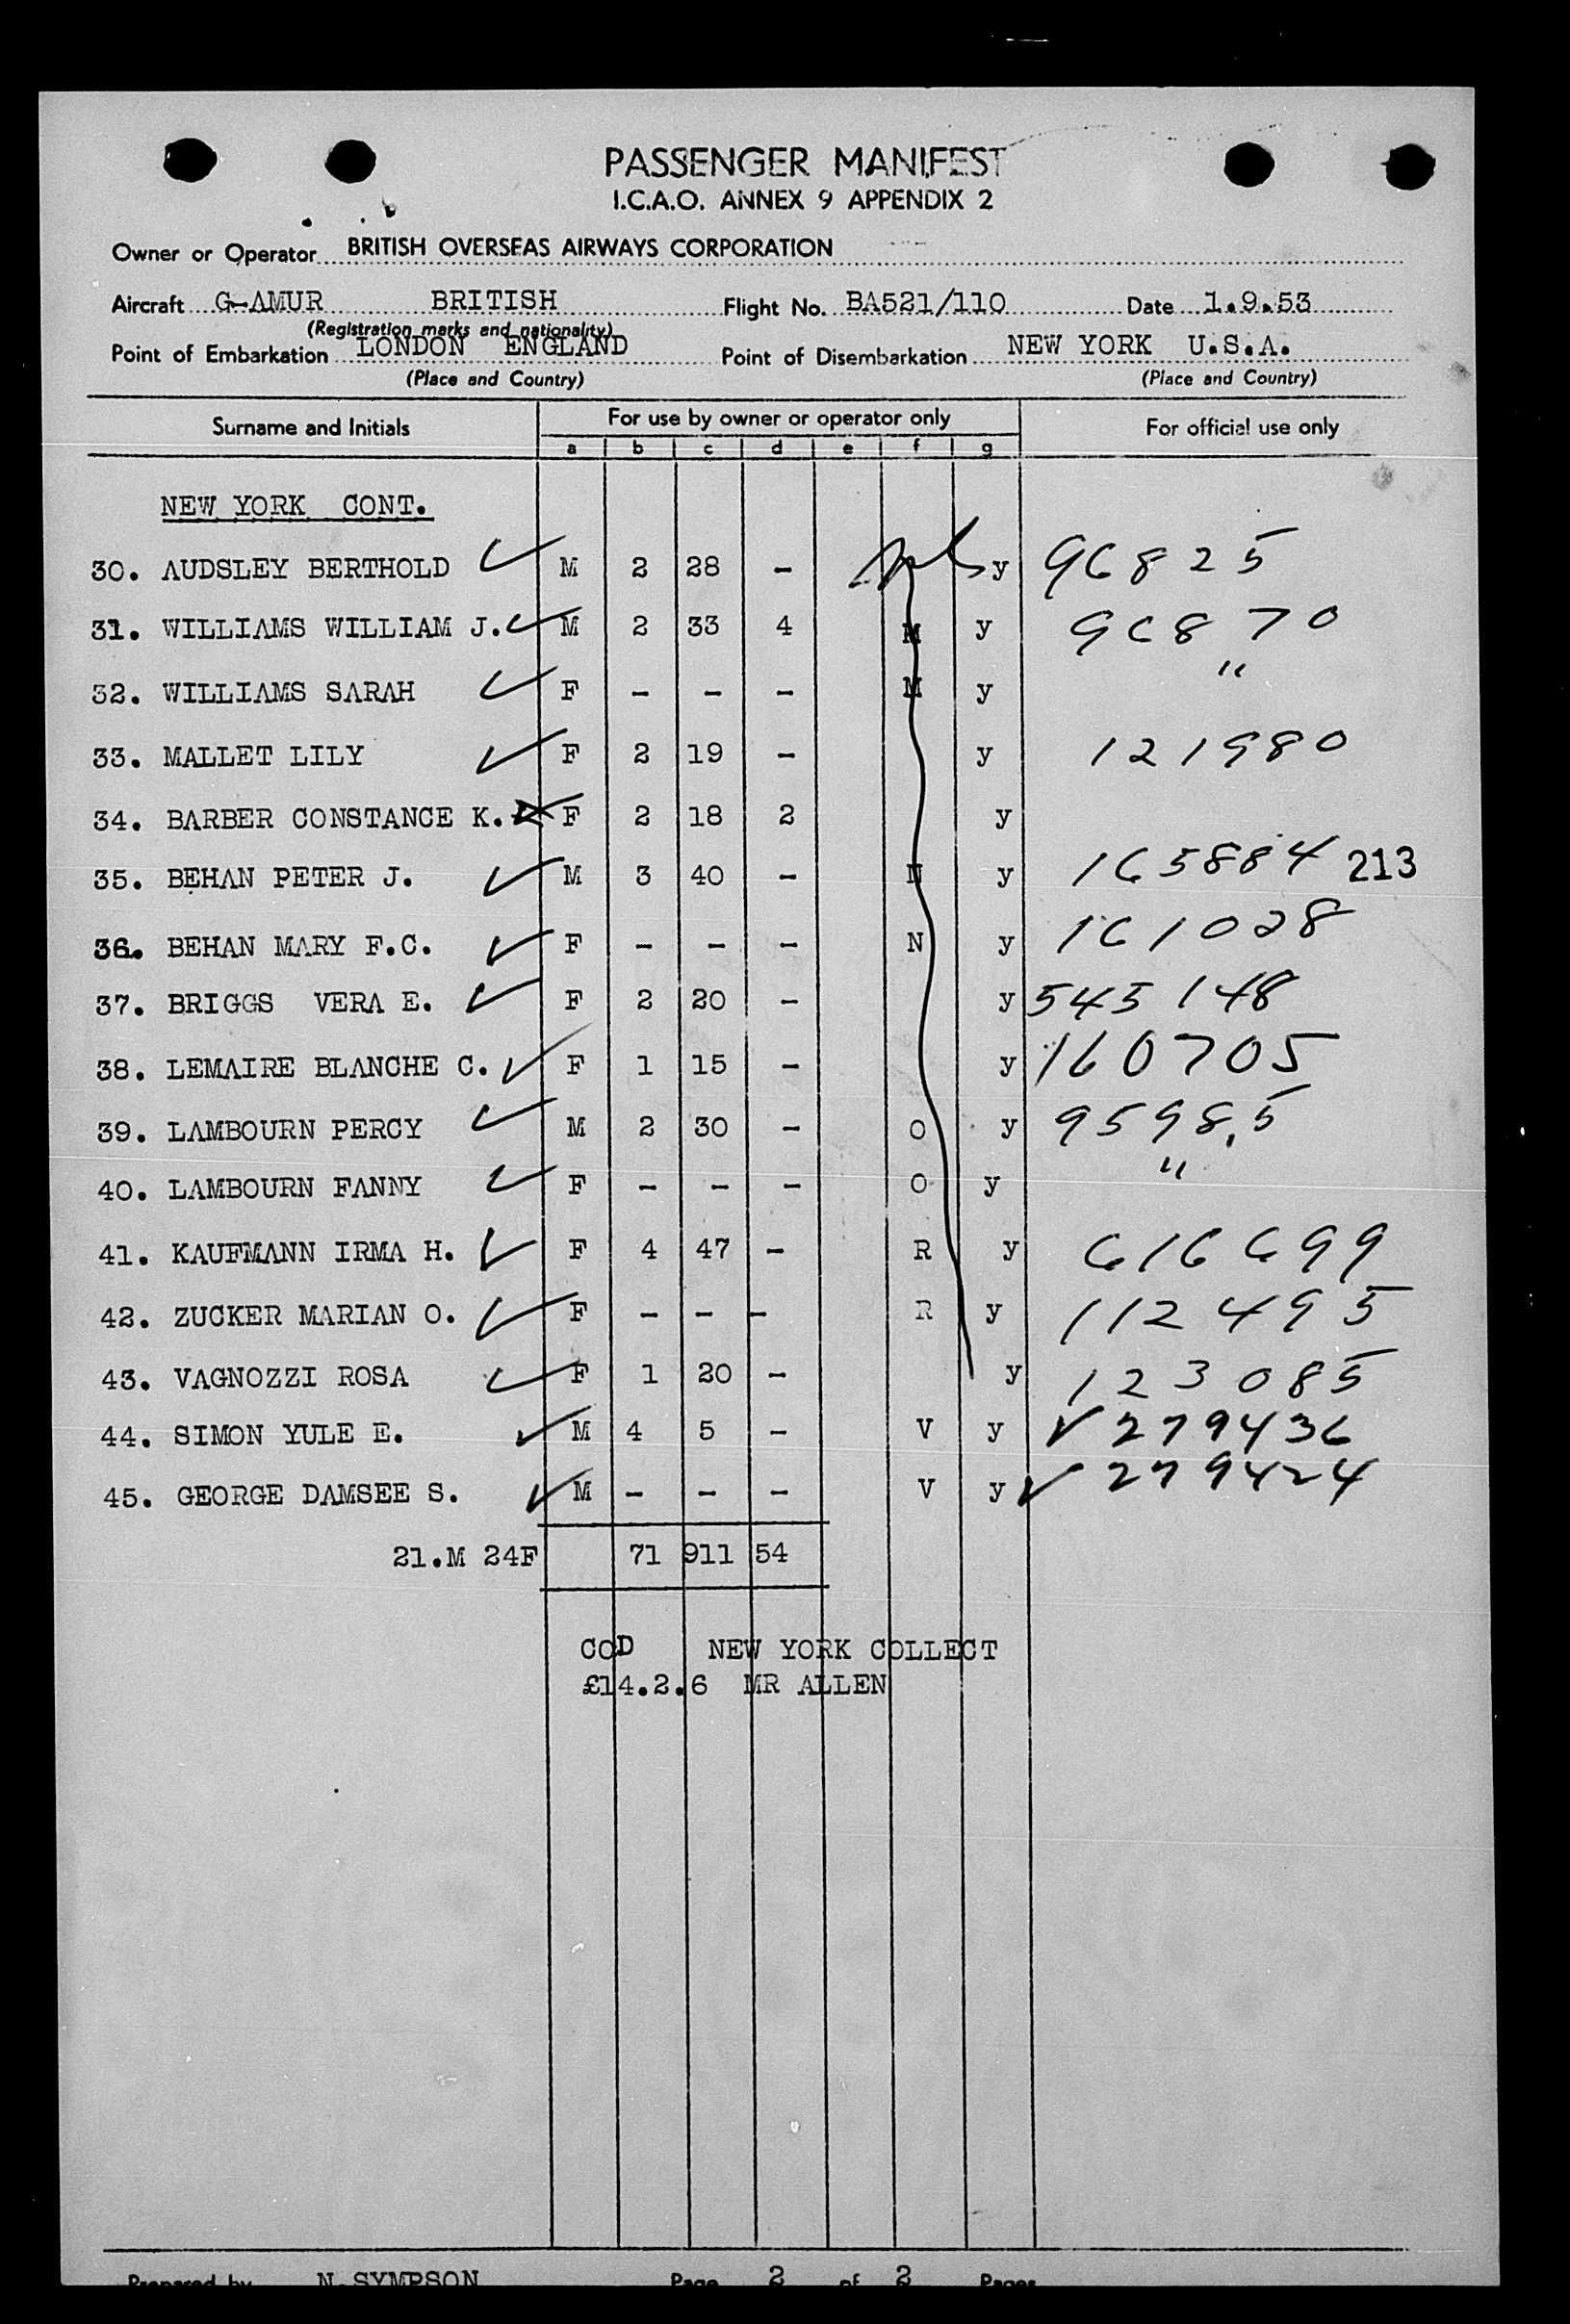 PASSENGER MANIFEST
I.C.A.O. ANNEX 9 APPENDIX 2
Owner or Operator BRITISH OVERSEAS AIRWAYS CORPORATION
Aircraft G-AMUR BRITISH Flight No. BA521/110 Date 1.9.53
(Registration marks and nationality)
Point of Embarkation LONDON ENGLAND Point of Disembarkation NEW YORK U.S.A.
(Place and Country) (Place and Country)
Surname and Initials For use by owner or operator only For official use only
a b c d e f g
NEW YORK CONT.
30. AUDSLEY BERTHOLD M 2 28 - y 96825
31. WILLIAMS WILLIAM J. M 2 33 4 M y 96870
32. WILLIAMS SARAH F - - - M y "
33. MALLET LILY F 2 19 - y 121980
34. BARBER CONSTANCE K. F 2 18 2 y
35. BEHAN PETER J. M 3 40 - N y 165884 213
36. BEHAN MARY F.C. F - - - N y 161028
37. BRIGGS VERA E. F 2 20 - y 545148
38. LEMAIRE BLANCHE C. F 1 15 - y 160705
39. LAMBOURN PERCY M 2 30 - O y 95985
40. LAMBOURN FANNY F - - - O y "
41. KAUFMANN IRMA H. F 4 47 - R y 616699
42. ZUCKER MARIAN O. F - - - R y 112495
43. VAGNOZZI ROSA F 1 20 - y 123085
44. SIMON YULE E. M 4 5 - V y ✓ 279436
45. GEORGE DAMSEE S. M - - - V y ✓ 279424
21.M 24F 71 911 54
COD NEW YORK COLLECT
£14.2.6 MR ALLEN
Prepared by N. SYMPSON Page 2 of 2 Pages